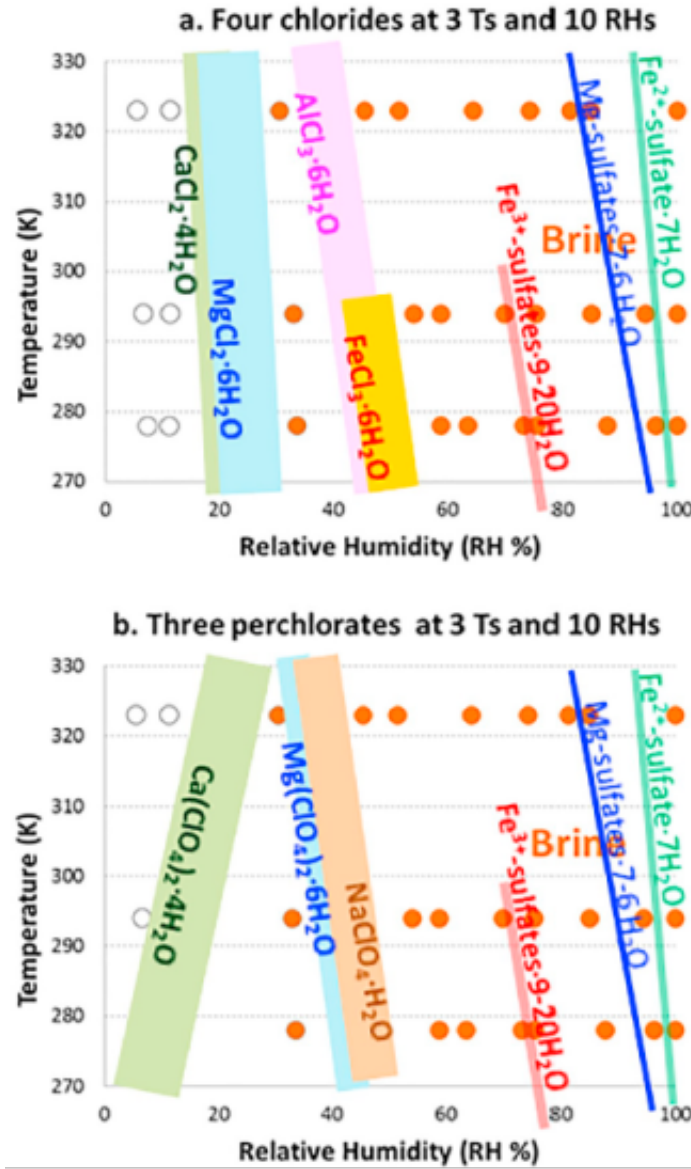 a. Four chlorides at 3 Ts and 10 RHs
330
320
310
300
290
280
270
Temperature (K)
CaCl₂·4H₂O
MgCl₂·6H₂O
AlCl₃·6H₂O
FeCl₃·6H₂O
Fe³⁺-sulfates·9-20H₂O
Brine
Mg-sulfates·7-6H₂O
Fe²⁺-sulfate·7H₂O
0 20 40 60 80 100
Relative Humidity (RH %)
b. Three perchlorates at 3 Ts and 10 RHs
330
320
310
300
290
280
270
Temperature (K)
Ca(ClO₄)₂·4H₂O
Mg(ClO₄)₂·6H₂O
NaClO₄·H₂O
Fe³⁺-sulfates·9-20H₂O
Brine
Mg-sulfates·7-6H₂O
Fe²⁺-sulfate·7H₂O
0 20 40 60 80 100
Relative Humidity (RH %)